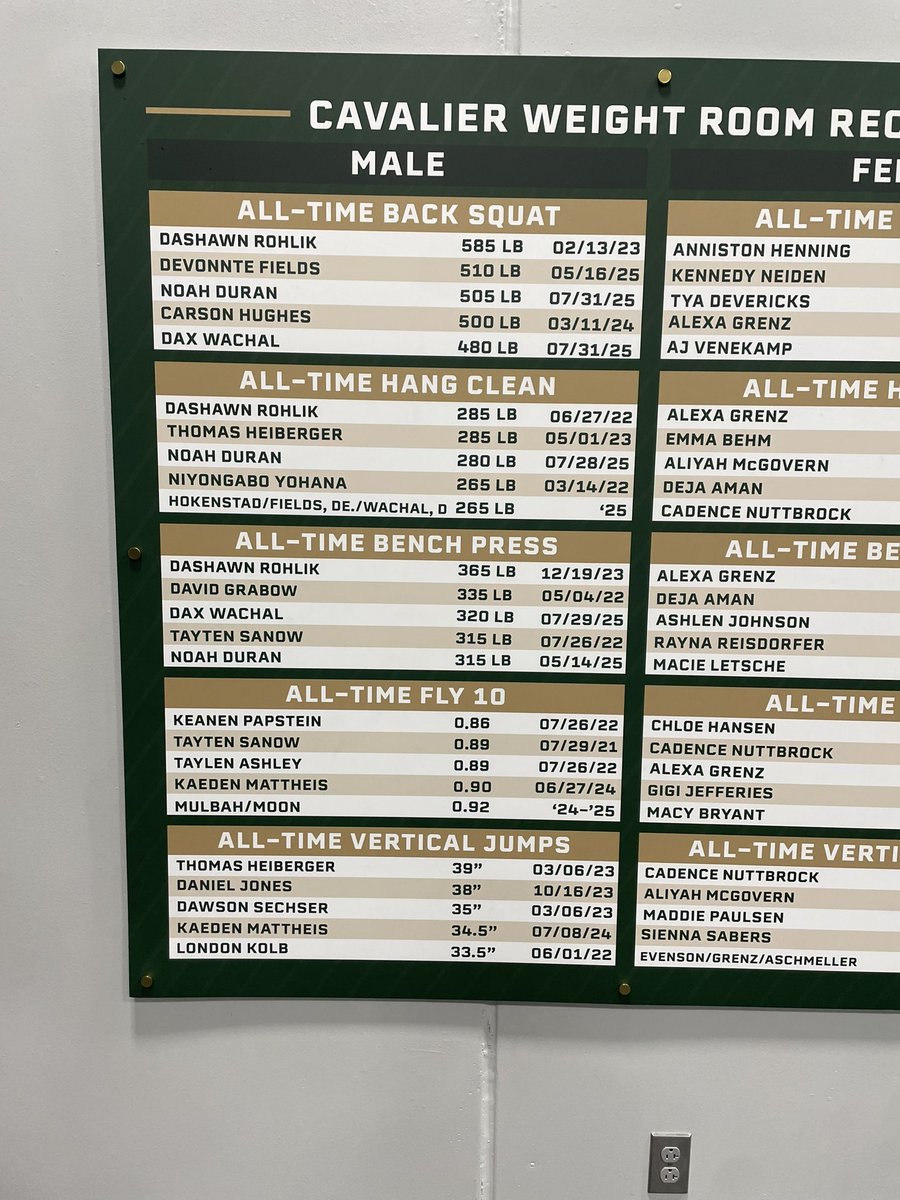 CAVALIER WEIGHT ROOM REC
MALE
ALL-TIME BACK SQUAT
DASHAWN ROHLIK 585 LB 02/13/23
DEVONNTE FIELDS 510 LB 05/16/25
NOAH DURAN 505 LB 07/31/25
CARSON HUGHES 500 LB 03/11/24
DAX WACHAL 480 LB 07/31/25
ALL-TIME HANG CLEAN
DASHAWN ROHLIK 285 LB 06/27/22
THOMAS HEIBERGER 285 LB 05/01/23
NOAH DURAN 280 LB 07/28/25
NIYONGABO YOHANA 265 LB 03/14/22
HOKENSTAD/FIELDS, DE./WACHAL, D 265 LB ‘25
ALL-TIME BENCH PRESS
DASHAWN ROHLIK 365 LB 12/19/23
DAVID GRABOW 335 LB 05/04/22
DAX WACHAL 320 LB 07/29/25
TAYTEN SANOW 315 LB 07/26/22
NOAH DURAN 315 LB 05/14/25
ALL-TIME FLY 10
KEANEN PAPSTEIN 0.86 07/26/22
TAYTEN SANOW 0.89 07/29/21
TAYLEN ASHLEY 0.89 07/26/22
KAEDEN MATTHEIS 0.90 06/27/24
MULBAH/MOON 0.92 ‘24-’25
ALL-TIME VERTICAL JUMPS
THOMAS HEIBERGER 39” 03/06/23
DANIEL JONES 38” 10/16/23
DAWSON SECHSER 35” 03/06/23
KAEDEN MATTHEIS 34.5” 07/08/24
LONDON KOLB 33.5” 06/01/22
FE
ALL-TIME
ANNISTON HENNING
KENNEDY NEIDEN
TYA DEVERICKS
ALEXA GRENZ
AJ VENEKAMP
ALL-TIME H
ALEXA GRENZ
EMMA BEHM
ALIYAH McGOVERN
DEJA AMAN
CADENCE NUTTBROCK
ALL-TIME BE
ALEXA GRENZ
DEJA AMAN
ASHLEN JOHNSON
RAYNA REISDORFER
MACIE LETSCHE
ALL-TIME
CHLOE HANSEN
CADENCE NUTTBROCK
ALEXA GRENZ
GIGI JEFFERIES
MACY BRYANT
ALL-TIME VERTI
CADENCE NUTTBROCK
ALIYAH MCGOVERN
MADDIE PAULSEN
SIENNA SABERS
EVENSON/GRENZ/ASCHMELLER